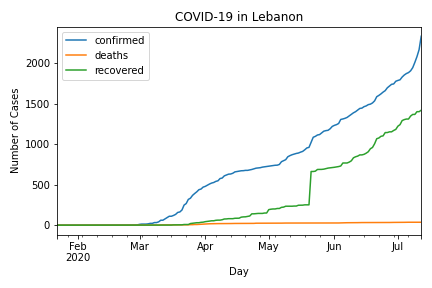 COVID-19 in Lebanon
confirmed
deaths
recovered
Number of Cases
2000
1500
1000
500
0
Feb Mar Apr May Jun Jul
2020
Day